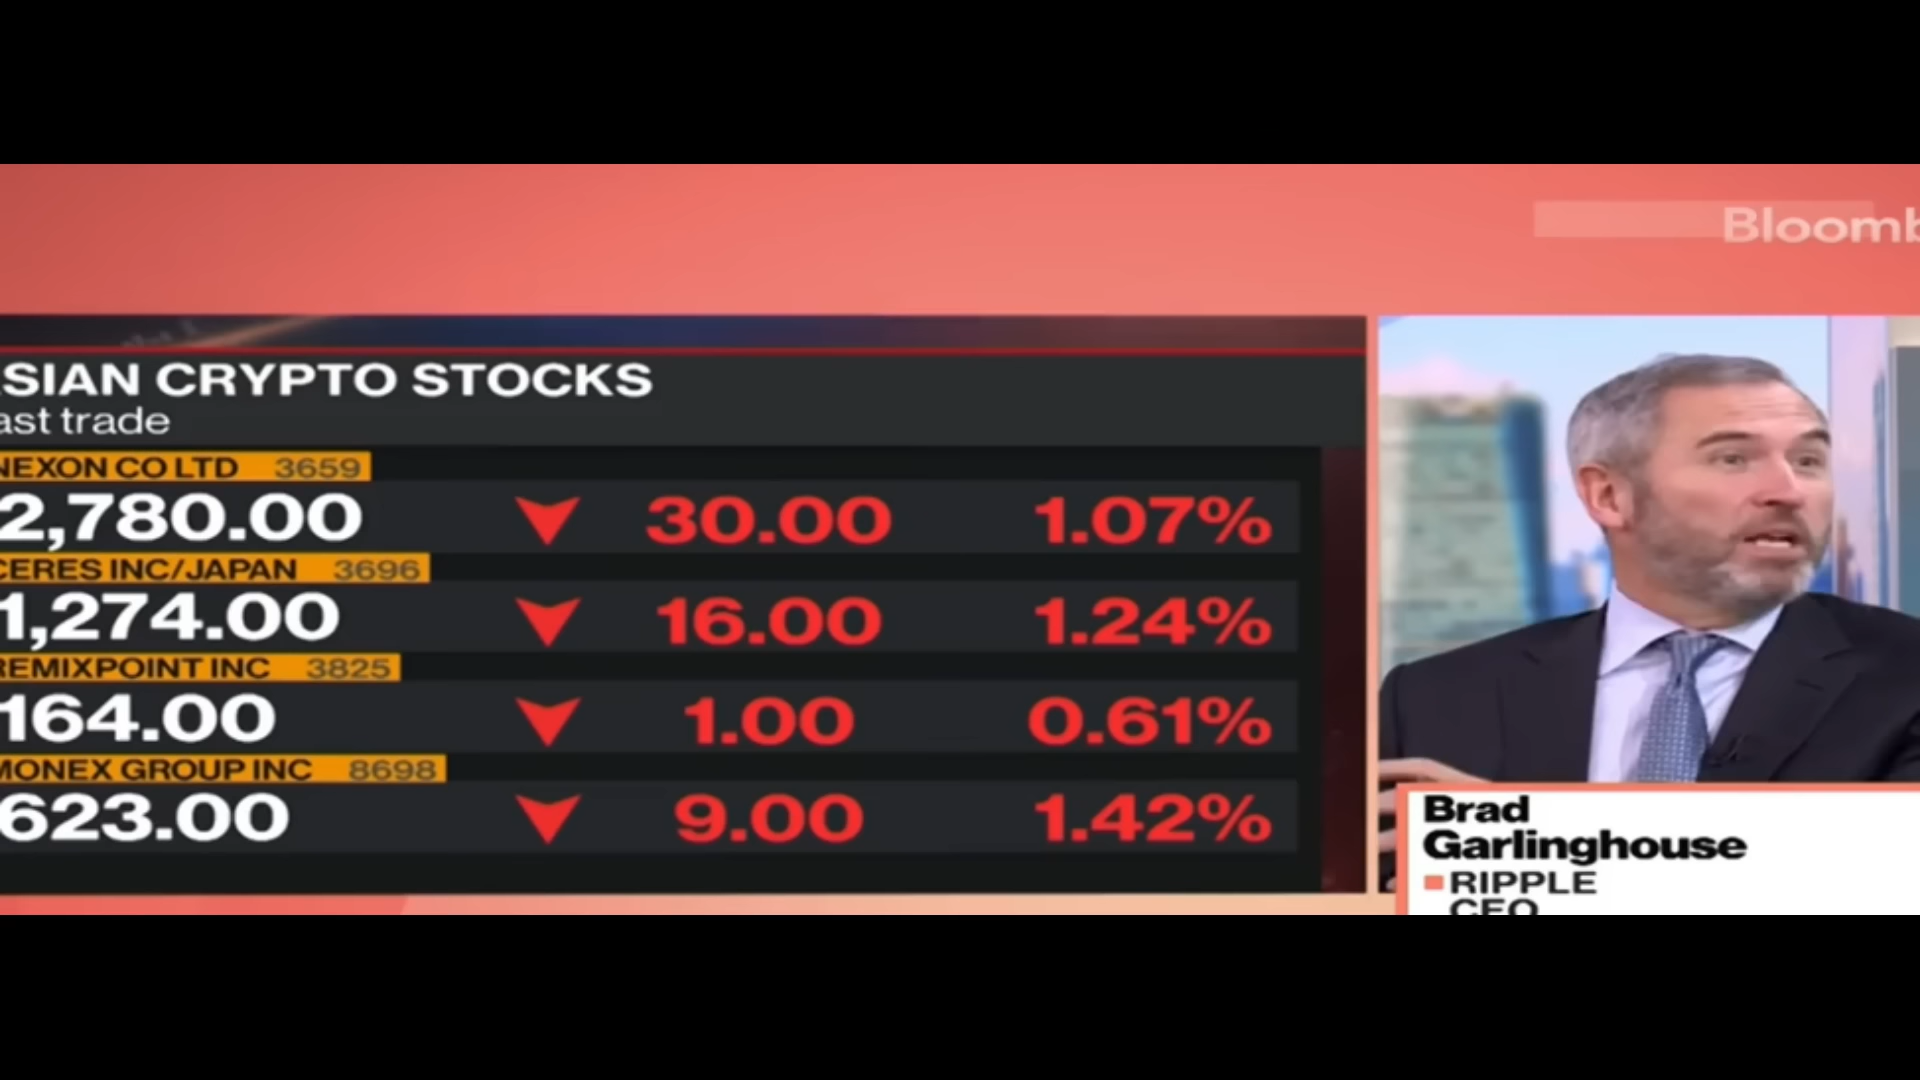 Bloomb
SIAN CRYPTO STOCKS
ast trade
NEXON CO LTD 3659
2,780.00 30.00 1.07%
CERES INC/JAPAN 3696
1,274.00 16.00 1.24%
REMIXPOINT INC 3825
164.00 1.00 0.61%
MONEX GROUP INC 8698
623.00 9.00 1.42%
Brad
Garlinghouse
RIPPLE
CEO